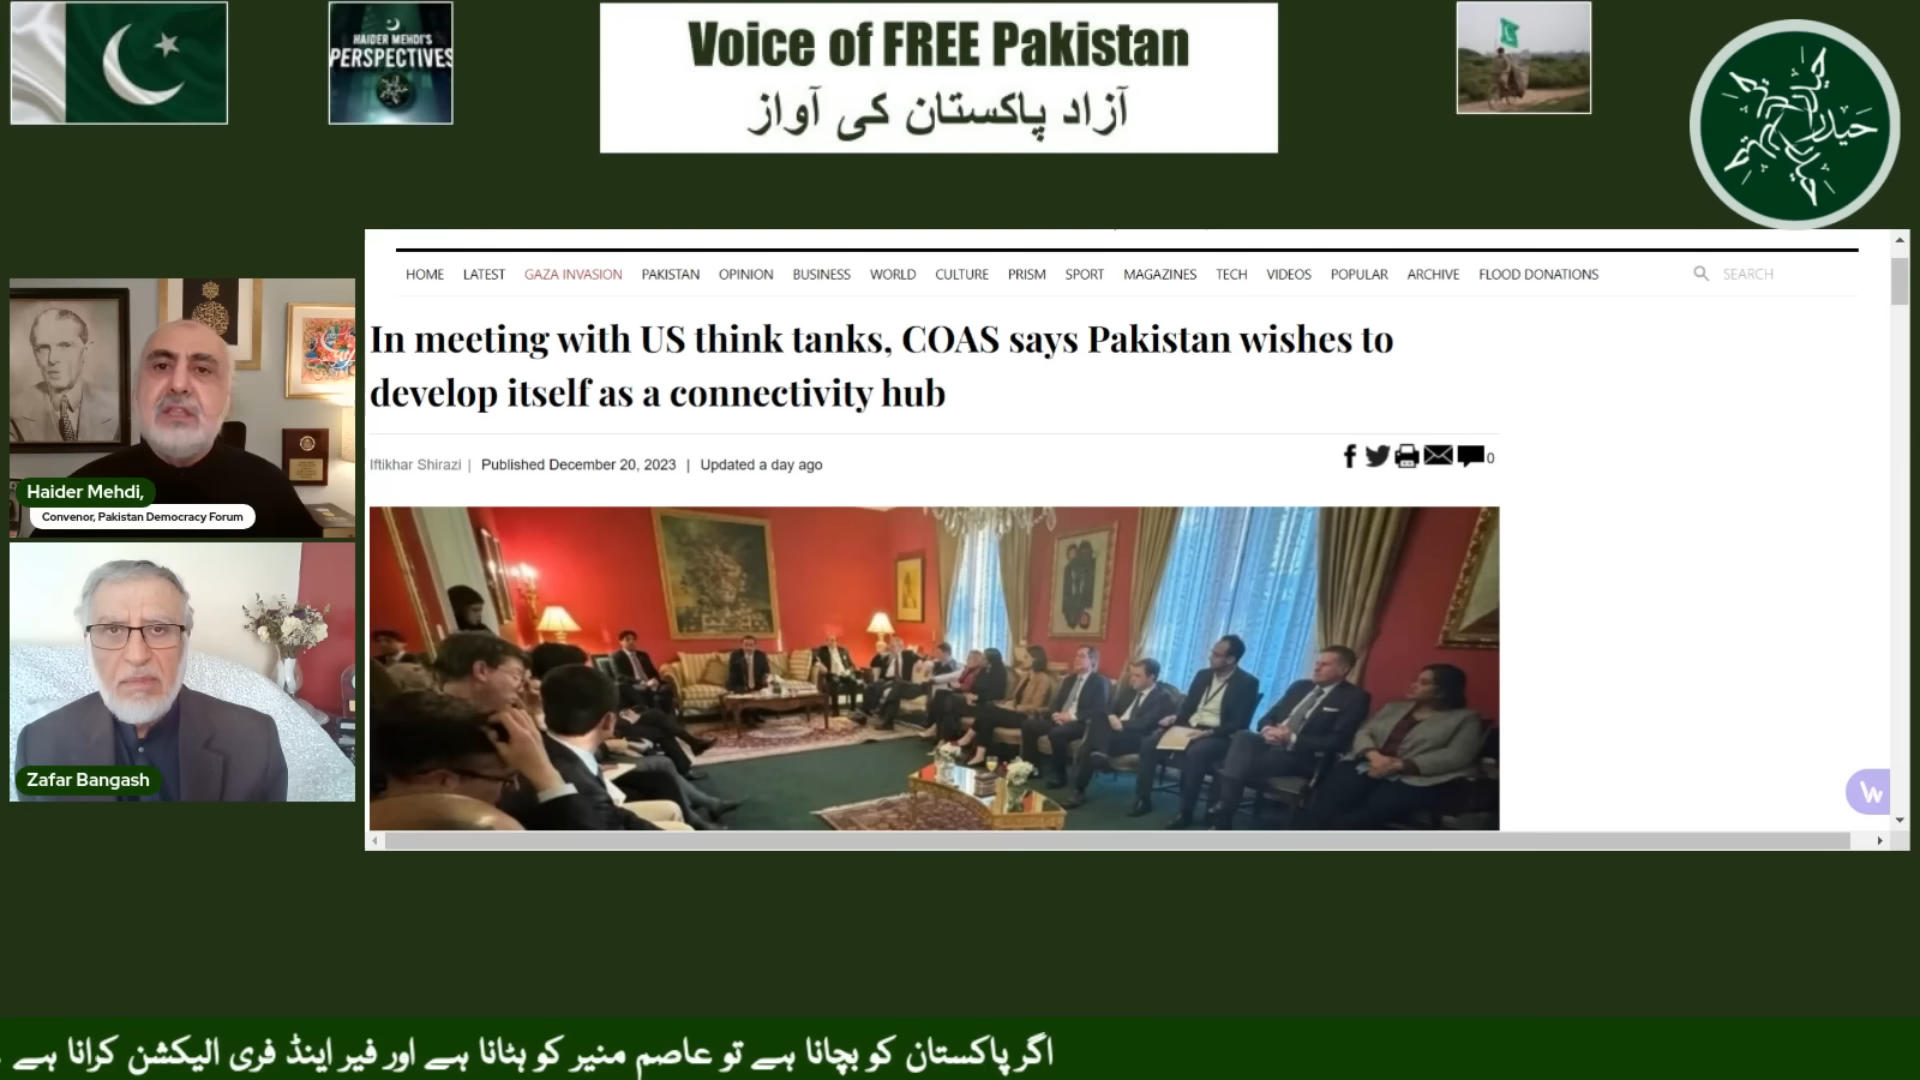 HAIDER MEHDI'S
PERSPECTIVES
Voice of FREE Pakistan
آزاد پاکستان کی آواز
HOME LATEST GAZA INVASION PAKISTAN OPINION BUSINESS WORLD CULTURE PRISM SPORT MAGAZINES TECH VIDEOS POPULAR ARCHIVE FLOOD DONATIONS SEARCH
In meeting with US think tanks, COAS says Pakistan wishes to
develop itself as a connectivity hub
Iftikhar Shirazi | Published December 20, 2023 | Updated a day ago
0
Haider Mehdi,
Convenor, Pakistan Democracy Forum
Zafar Bangash
اگر پاکستان کو بچانا ہے تو عاصم منیر کو ہٹانا ہے اور فیر اینڈ فری الیکشن کرانا ہے ۔